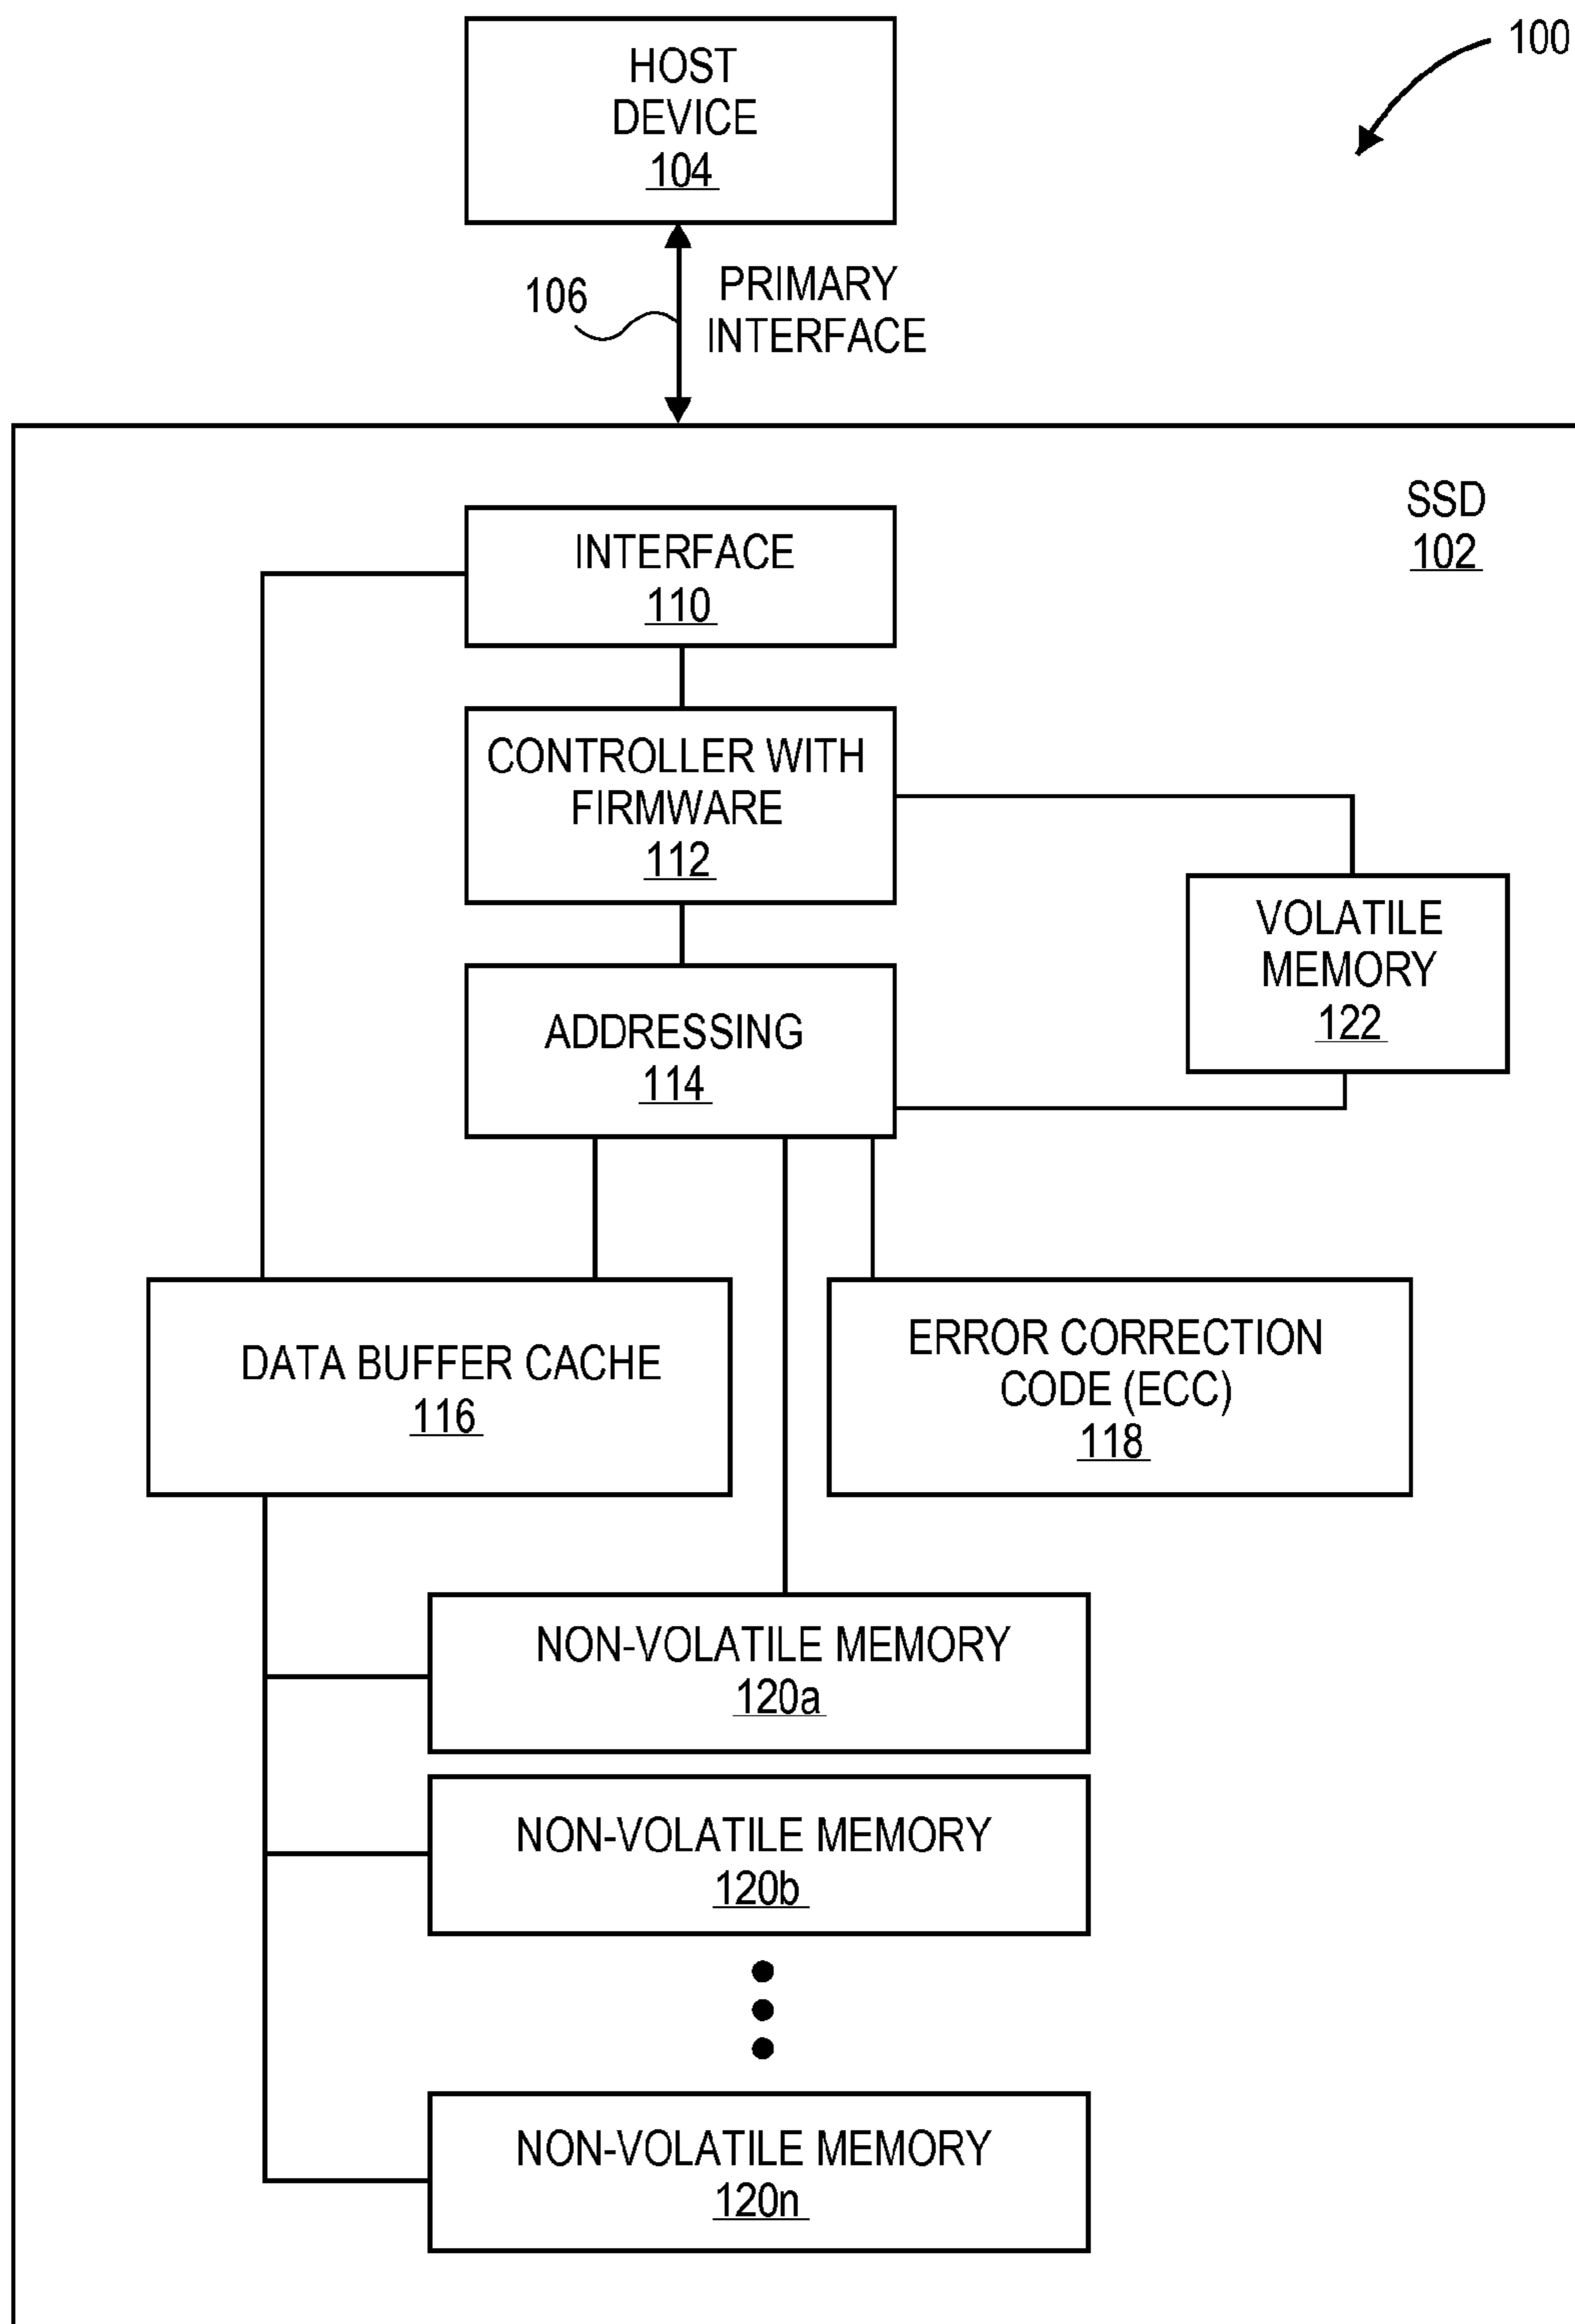 100
HOST
DEVICE
104
106
PRIMARY
INTERFACE
SSD
102
INTERFACE
110
CONTROLLER WITH
FIRMWARE
112
VOLATILE
MEMORY
122
ADDRESSING
114
DATA BUFFER CACHE
116
ERROR CORRECTION
CODE (ECC)
118
NON-VOLATILE MEMORY
120a
NON-VOLATILE MEMORY
120b
NON-VOLATILE MEMORY
120n